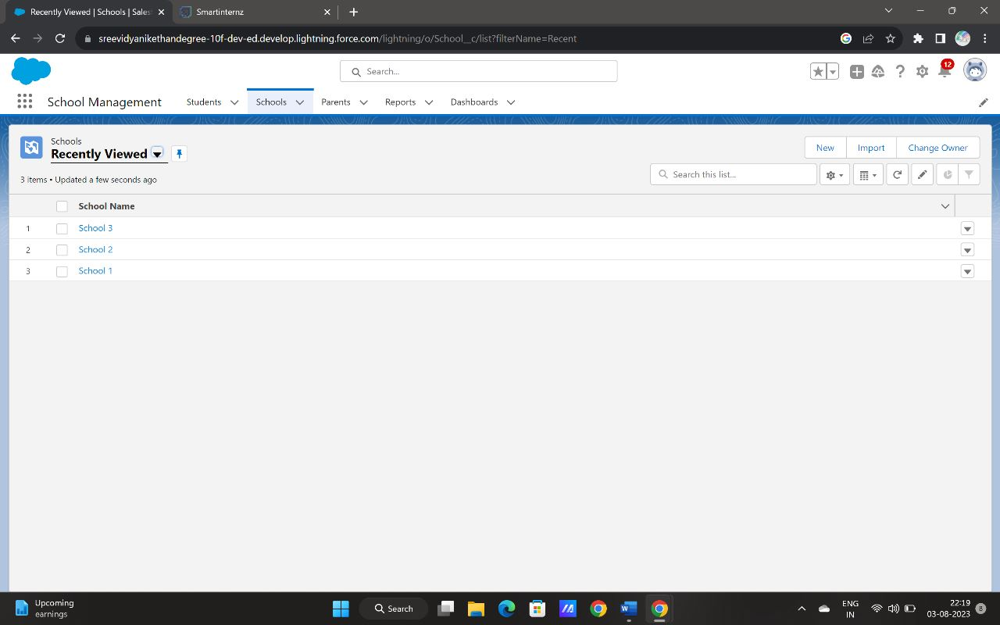 Recently Viewed | Schools | Sales
Smartinternz
sreevidyanikethandegree-10f-dev-ed.develop.lightning.force.com/lightning/o/School__c/list?filterName=Recent
Search...
12
School Management
Students
Schools
Parents
Reports
Dashboards
Schools
Recently Viewed
New
Import
Change Owner
3 items • Updated a few seconds ago
Search this list...
School Name
1
School 3
2
School 2
3
School 1
Upcoming
earnings
Search
ENG
IN
22:19
03-08-2023
8